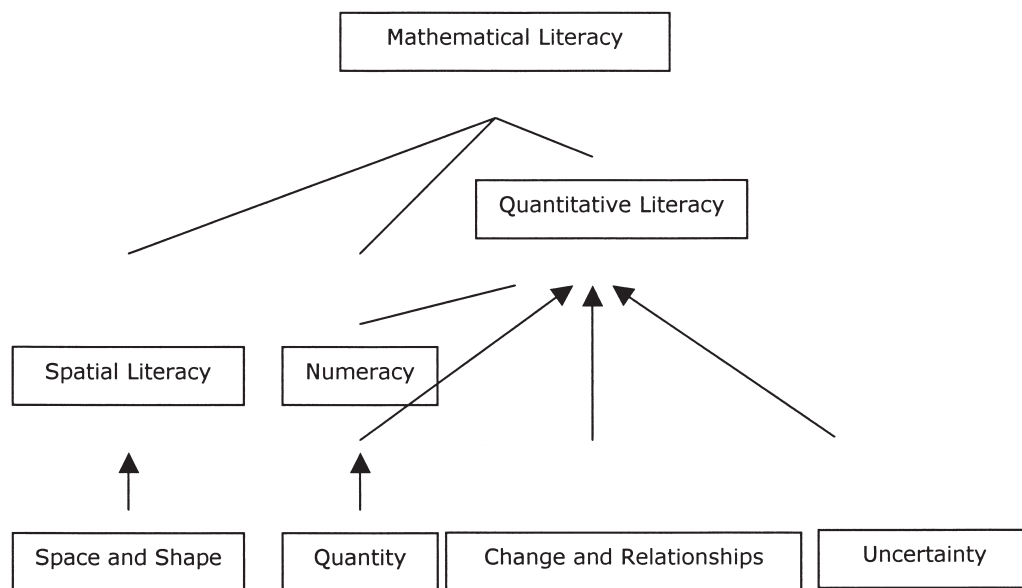 Mathematical Literacy
Quantitative Literacy
Spatial Literacy
Numeracy
Space and Shape
Quantity
Change and Relationships
Uncertainty